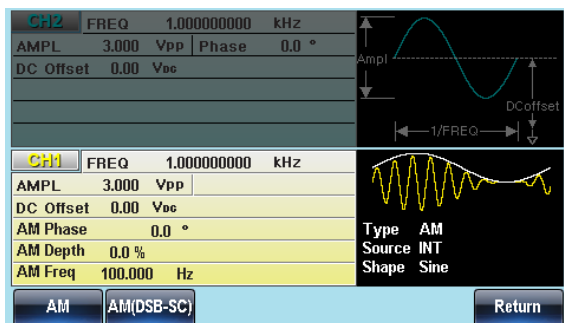 CH2 FREQ 1.000000000 kHz
AMPL 3.000 Vpp Phase 0.0 °
DC Offset 0.00 VDC
Ampl
DCoffset
1/FREQ
CH1 FREQ 1.000000000 kHz
AMPL 3.000 Vpp
DC Offset 0.00 VDC
AM Phase 0.0 °
AM Depth 0.0 %
AM Freq 100.000 Hz
Type AM
Source INT
Shape Sine
AM AM(DSB-SC) Return